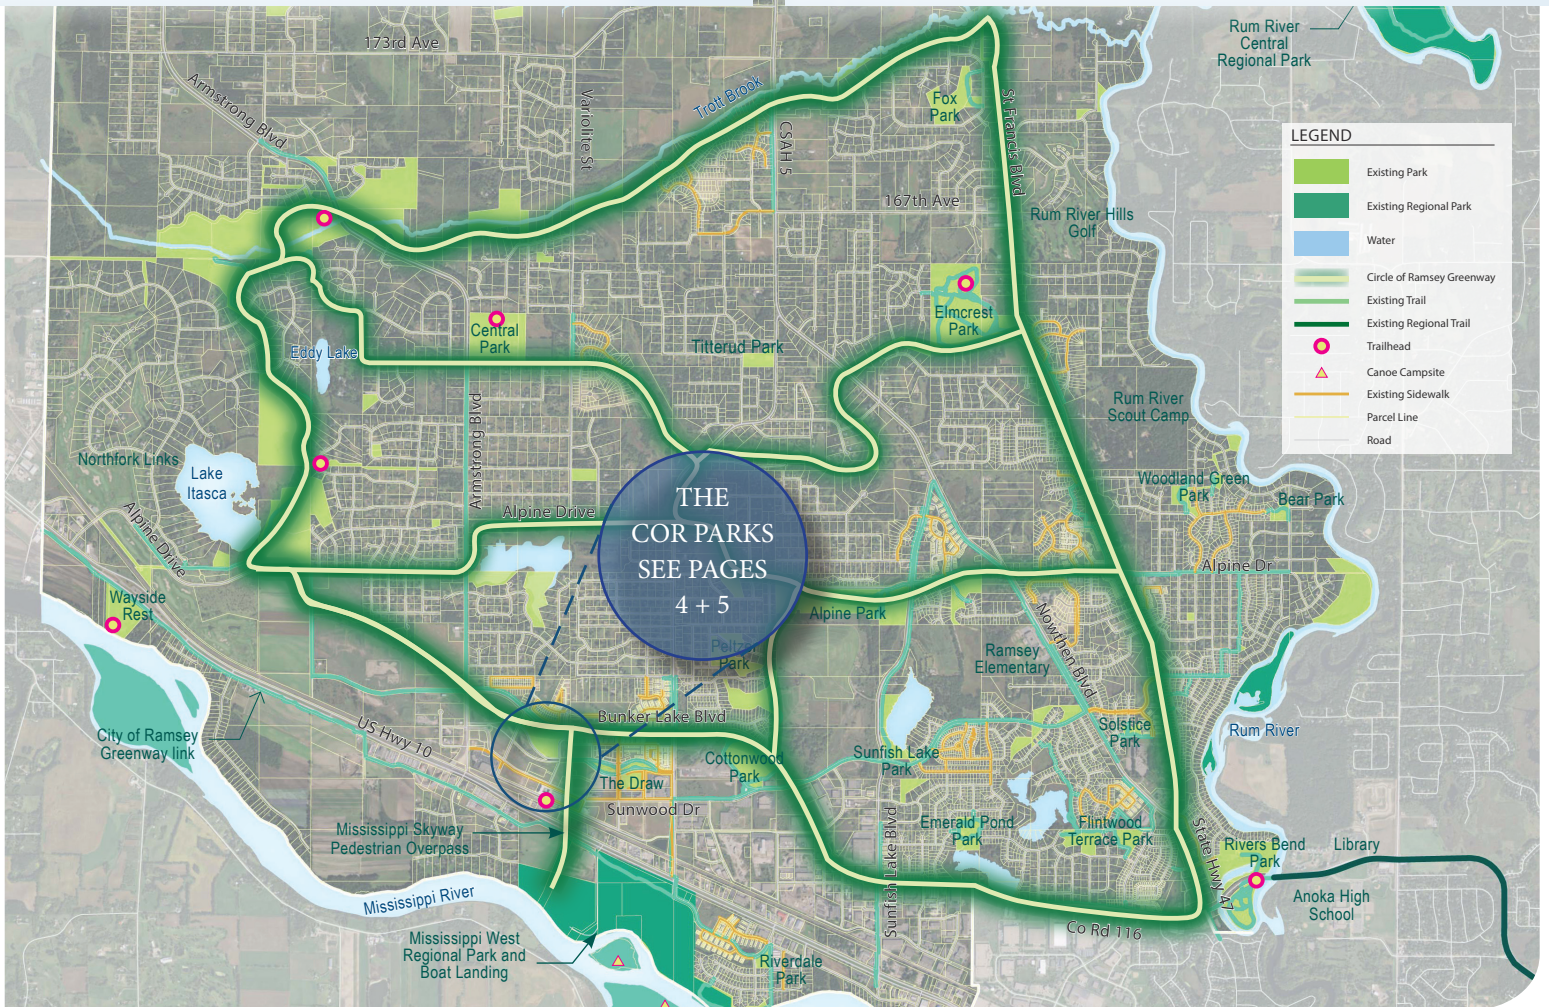 173rd Ave
Armstrong Blvd
Variolite St
Trott Brook
CSAH 5
Fox
Park
St Francis Blvd
167th Ave
Rum River Hills
Golf
Rum River
Central
Regional Park
LEGEND
Existing Park
Existing Regional Park
Water
Circle of Ramsey Greenway
Existing Trail
Existing Regional Trail
Trailhead
Canoe Campsite
Existing Sidewalk
Parcel Line
Road
Central
Park
Eddy Lake
Titterud Park
Elmcrest
Park
Rum River
Scout Camp
Armstrong Blvd
Northfork Links
Lake
Itasca
Alpine Drive
Alpine Drive
THE
COR PARKS
SEE PAGES
4 + 5
Woodland Green
Park
Bear Park
Alpine Dr
Wayside
Rest
Alpine Park
Peltzer
Park
Nowthen Blvd
Ramsey
Elementary
City of Ramsey
Greenway link
US Hwy 10
Bunker Lake Blvd
Cottonwood
Park
The Draw
Sunwood Dr
Sunfish Lake
Park
Solstice
Park
Rum River
Mississippi Skyway
Pedestrian Overpass
Sunfish Lake Blvd
Emerald Pond
Park
Flintwood
Terrace Park
State Hwy 47
Rivers Bend
Park
Library
Anoka High
School
Mississippi River
Mississippi West
Regional Park and
Boat Landing
Riverdale
Park
Co Rd 116